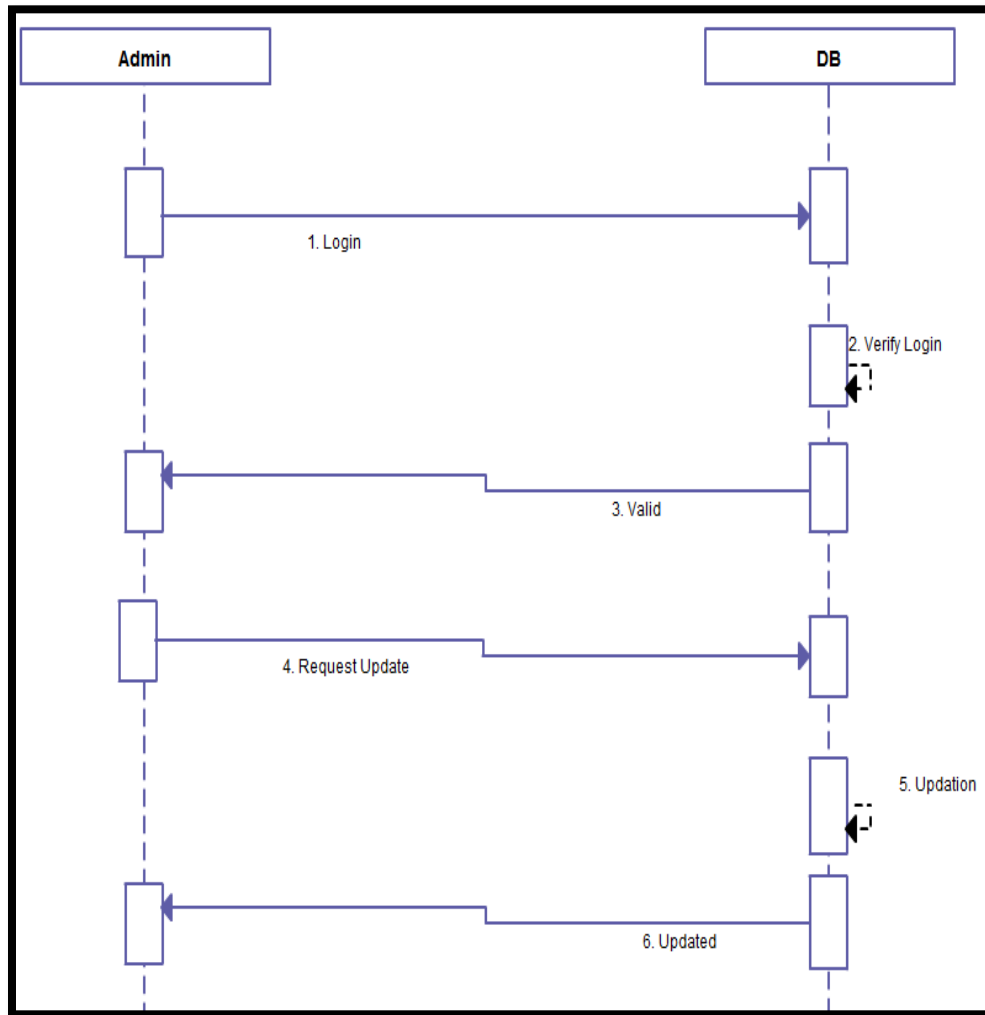 Admin
DB
1. Login
2. Verify Login
3. Valid
4. Request Update
5. Updation
6. Updated